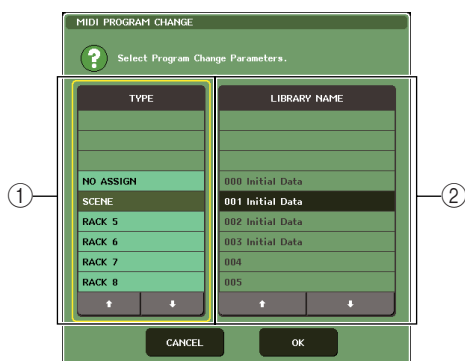 MIDI PROGRAM CHANGE
?
Select Program Change Parameters.
TYPE
LIBRARY NAME
NO ASSIGN
000 Initial Data
①
SCENE
001 Initial Data
②
RACK 5
002 Initial Data
RACK 6
003 Initial Data
RACK 7
004
RACK 8
005
CANCEL
OK